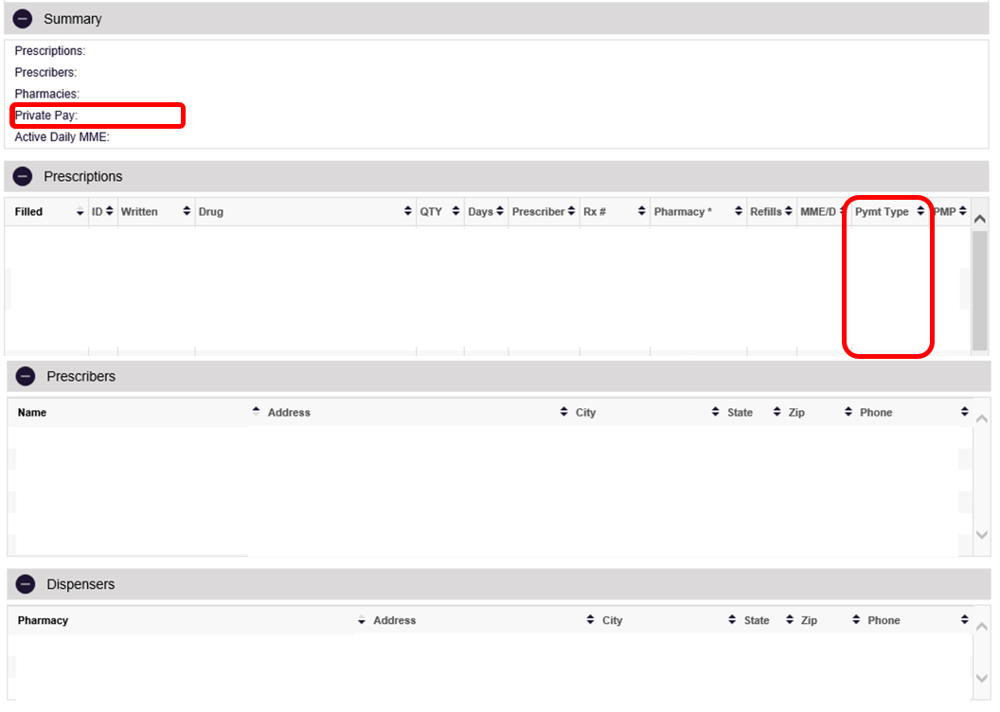 Summary
Prescriptions:
Prescribers:
Pharmacies:
Private Pay:
Active Daily MME:
Prescriptions
Filled ID Written Drug QTY Days Prescriber Rx # Pharmacy * Refills MME/D Pymt Type PMP
Prescribers
Name Address City State Zip Phone
Dispensers
Pharmacy Address City State Zip Phone